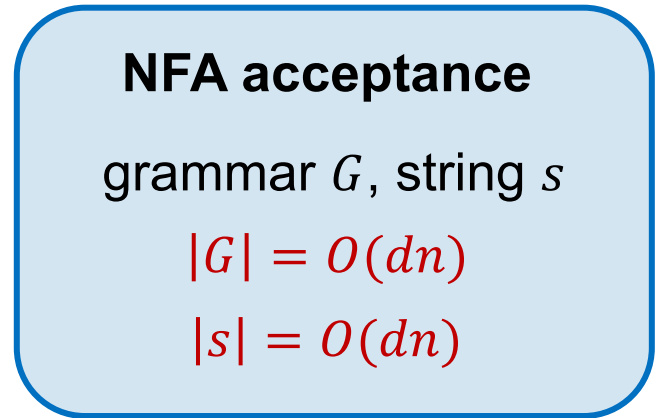 NFA acceptance
grammar G, string s
|G| = O(dn)
|s| = O(dn)